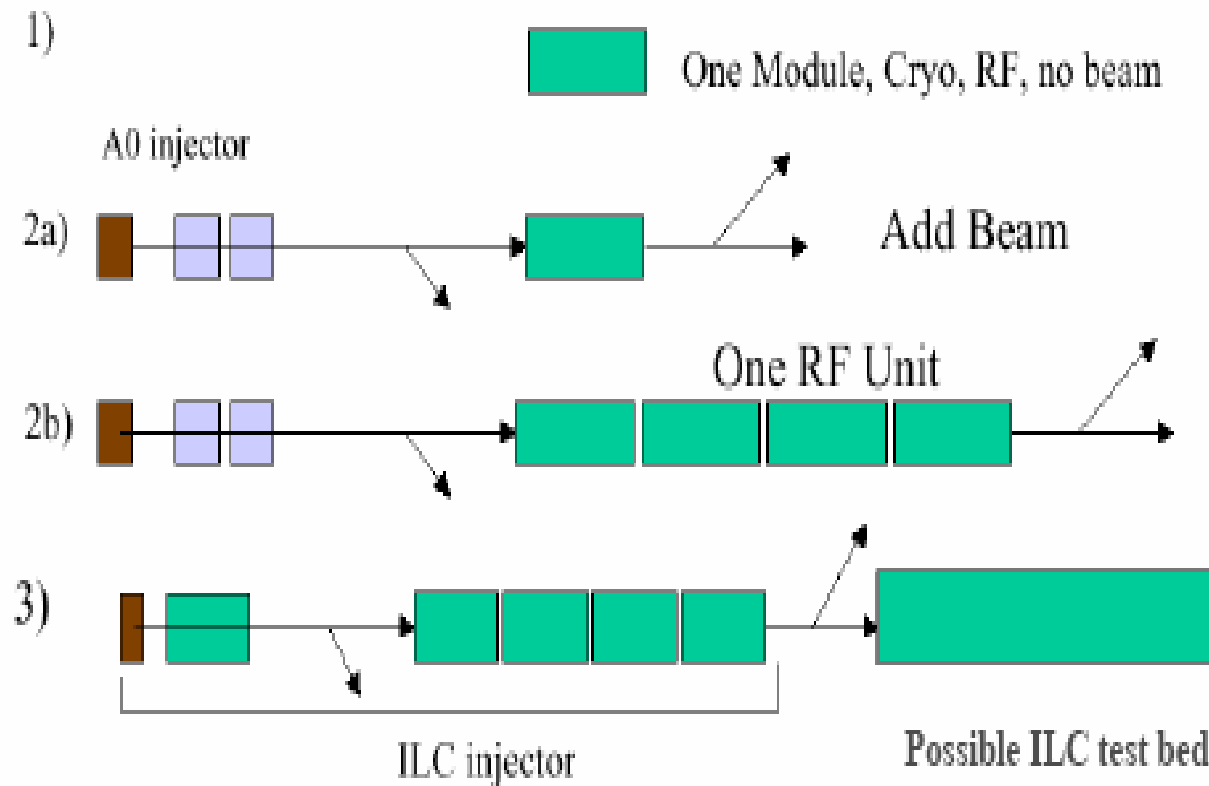 1)
One Module, Cryo, RF, no beam
A0 injector
2a)
Add Beam
One RF Unit
2b)
3)
ILC injector
Possible ILC test bed